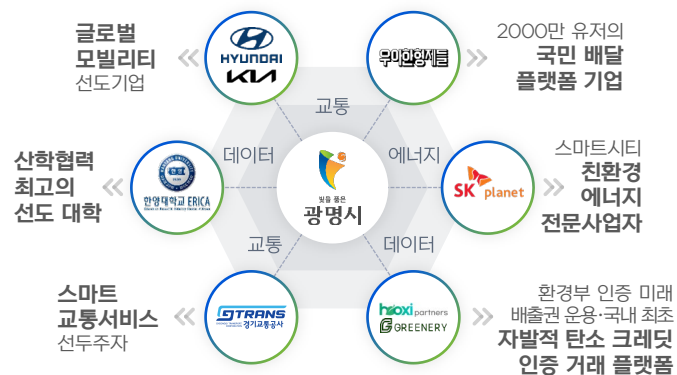 글로벌
모빌리티
선도기업
HYUNDAI
KIA
우아한형제들
2000만 유저의
국민 배달
플랫폼 기업
교통
데이터
에너지
산학협력
최고의
선도 대학
한양대학교 ERICA
빛을 품은
광명시
SK planet
스마트시티
친환경
에너지
전문사업자
교통
데이터
스마트
교통서비스
선두주자
GTRANS
경기교통공사
hooxi partners
GREENERY
환경부 인증 미래
배출권 운용·국내 최초
자발적 탄소 크레딧
인증 거래 플랫폼